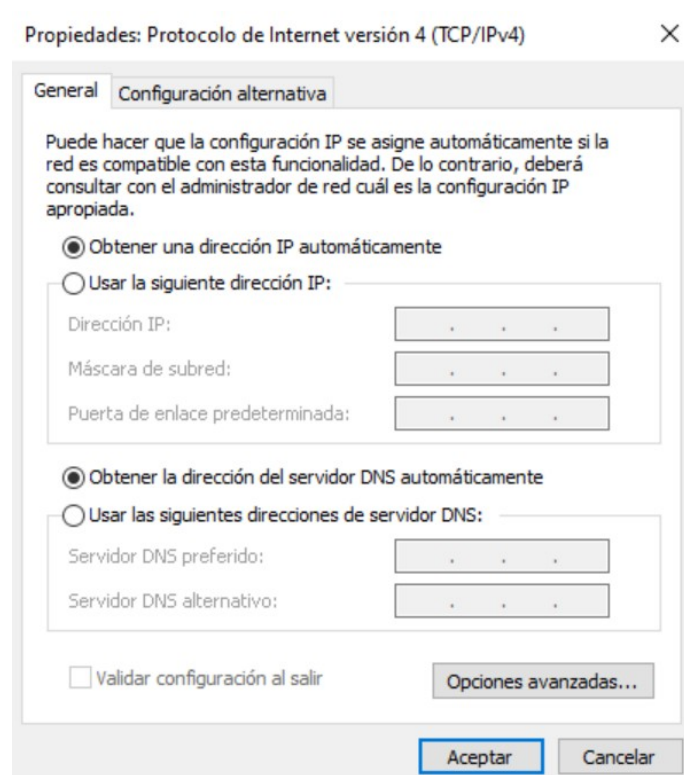 Propiedades: Protocolo de Internet versión 4 (TCP/IPv4)
General
Configuración alternativa
Puede hacer que la configuración IP se asigne automáticamente si la
red es compatible con esta funcionalidad. De lo contrario, deberá
consultar con el administrador de red cuál es la configuración IP
apropiada.
Obtener una dirección IP automáticamente
Usar la siguiente dirección IP:
Dirección IP:
Máscara de subred:
Puerta de enlace predeterminada:
Obtener la dirección del servidor DNS automáticamente
Usar las siguientes direcciones de servidor DNS:
Servidor DNS preferido:
Servidor DNS alternativo:
Validar configuración al salir
Opciones avanzadas...
Aceptar
Cancelar